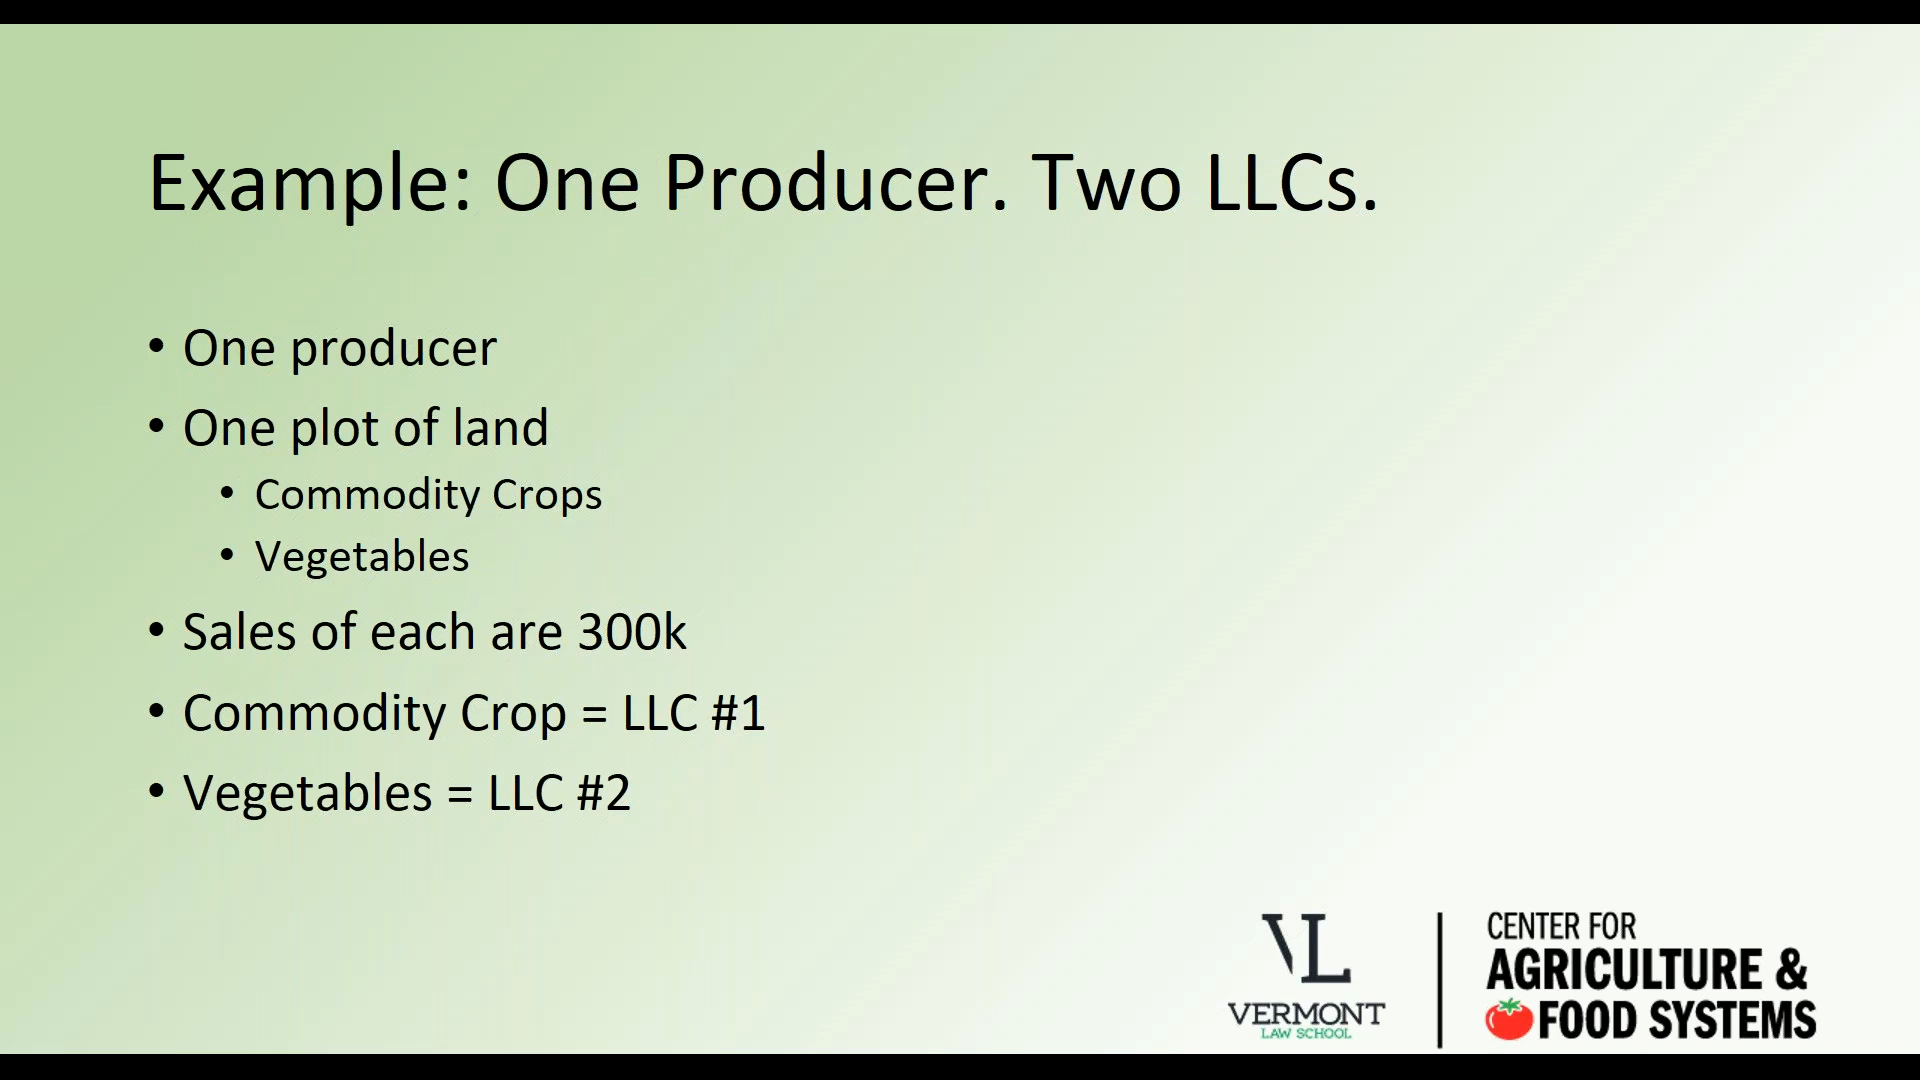 Example: One Producer. Two LLCs.
• One producer
• One plot of land
• Commodity Crops
• Vegetables
• Sales of each are 300k
• Commodity Crop = LLC #1
• Vegetables = LLC #2
VL
VERMONT
LAW SCHOOL
CENTER FOR
AGRICULTURE &
FOOD SYSTEMS